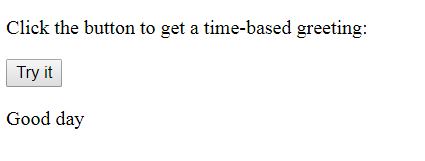 Click the button to get a time-based greeting:
Try it
Good day